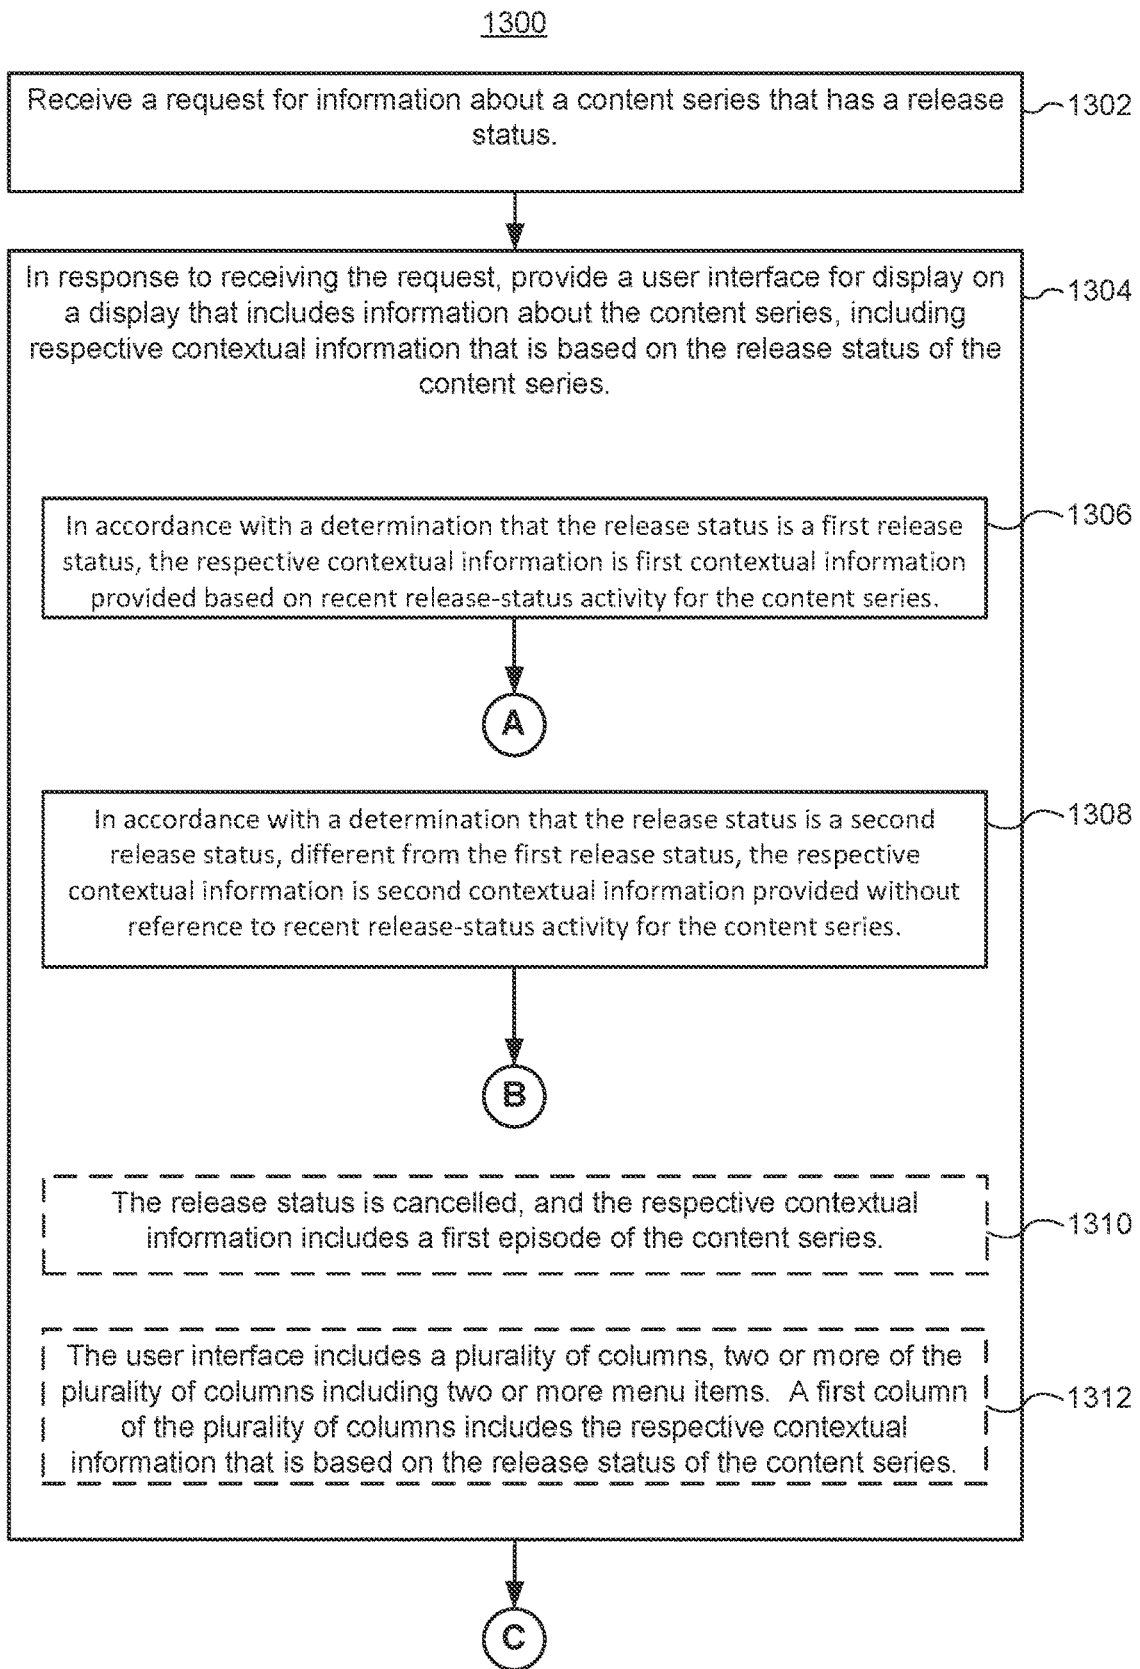 1300
Receive a request for information about a content series that has a release
status.
1302
In response to receiving the request, provide a user interface for display on
a display that includes information about the content series, including
respective contextual information that is based on the release status of the
content series.
1304
In accordance with a determination that the release status is a first release
status, the respective contextual information is first contextual information
provided based on recent release-status activity for the content series.
1306
A
In accordance with a determination that the release status is a second
release status, different from the first release status, the respective
contextual information is second contextual information provided without
reference to recent release-status activity for the content series.
1308
B
The release status is cancelled, and the respective contextual
information includes a first episode of the content series.
1310
The user interface includes a plurality of columns, two or more of the
plurality of columns including two or more menu items.  A first column
of the plurality of columns includes the respective contextual
information that is based on the release status of the content series.
1312
C